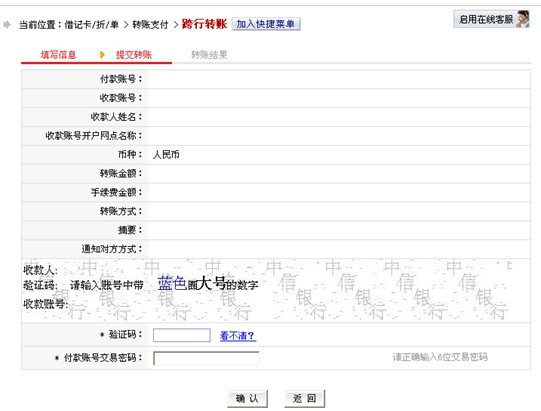 当前位置：借记卡/折/单 > 转账支付 > 跨行转账 加入快捷菜单 启用在线客服
填写信息 提交转账 转账结果
付款账号：
收款账号：
收款人姓名：
收款账号开户网点名称：
币种： 人民币
转账金额：
手续费金额：
转账方式：
摘要：
通知对方方式：
收款人:
验证码: 请输入账号中带 蓝色圈大号的数字
收款账号:
中信银行 中信银行 中信银行 中信银行
* 验证码： 看不清？
* 付款账号交易密码： 请正确输入6位交易密码
确 认 返 回